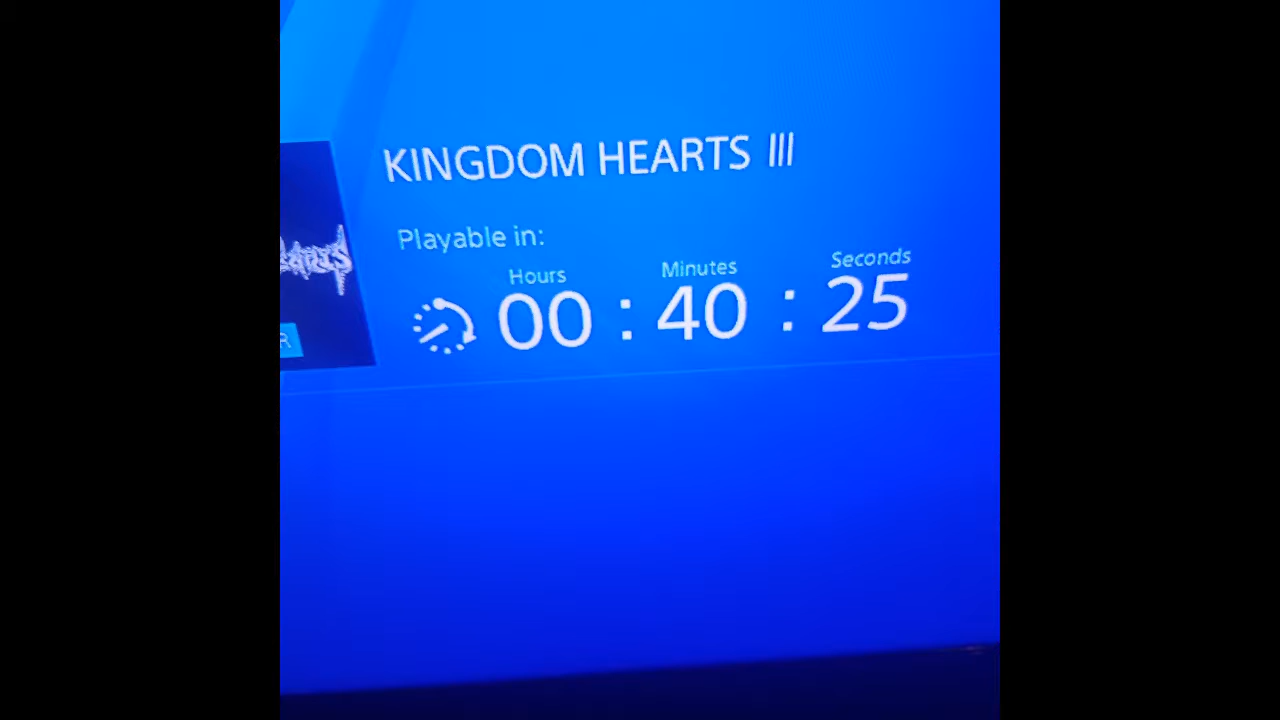 KINGDOM HEARTS III
Playable in:
Hours Minutes Seconds
00 : 40 : 25